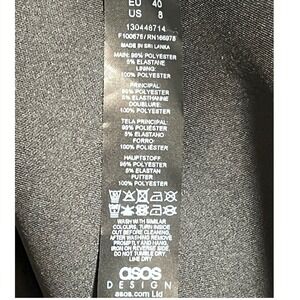 EU 40
US 8
130448714
F100676 / RN166978
MADE IN SRI LANKA
MAIN: 95% POLYESTER
5% ELASTANE
LINING:
100% POLYESTER
PRINCIPAL:
95% POLYESTER
5% ELASTHANNE
DOUBLURE:
100% POLYESTER
TELA PRINCIPAL:
95% POLIÉSTER
5% ELASTANO
FORRO
100% POLIÉSTER
HAUPTSTOFF:
95% POLYESTER
5% ELASTAN
FUTTER
100% POLYESTER
WASH WITH SIMILAR
COLOURS, TURN INSIDE
OUT BEFORE CLEANING,
AFTER WASHING REMOVE
PROMPTLY AND HANG,
IRON ON REVERSE SIDE
DO NOT TUMBLE DRY,
LINE DRY
asos
DESIGN
asos.com Ltd